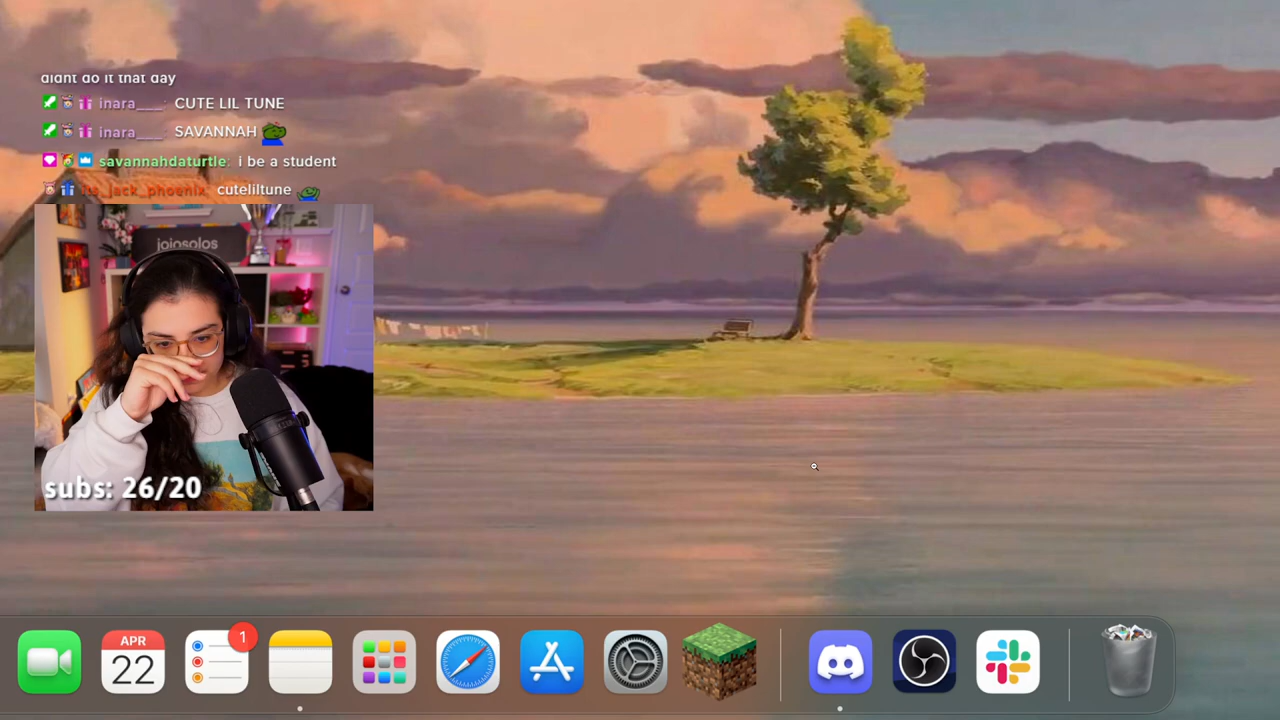 didnt do it that day
inara___: CUTE LIL TUNE
inara___: SAVANNAH
savannahdaturtle: i be a student
its_jack_phoenix: cuteliltune
jojosolos
subs: 26/20
1
APR
22